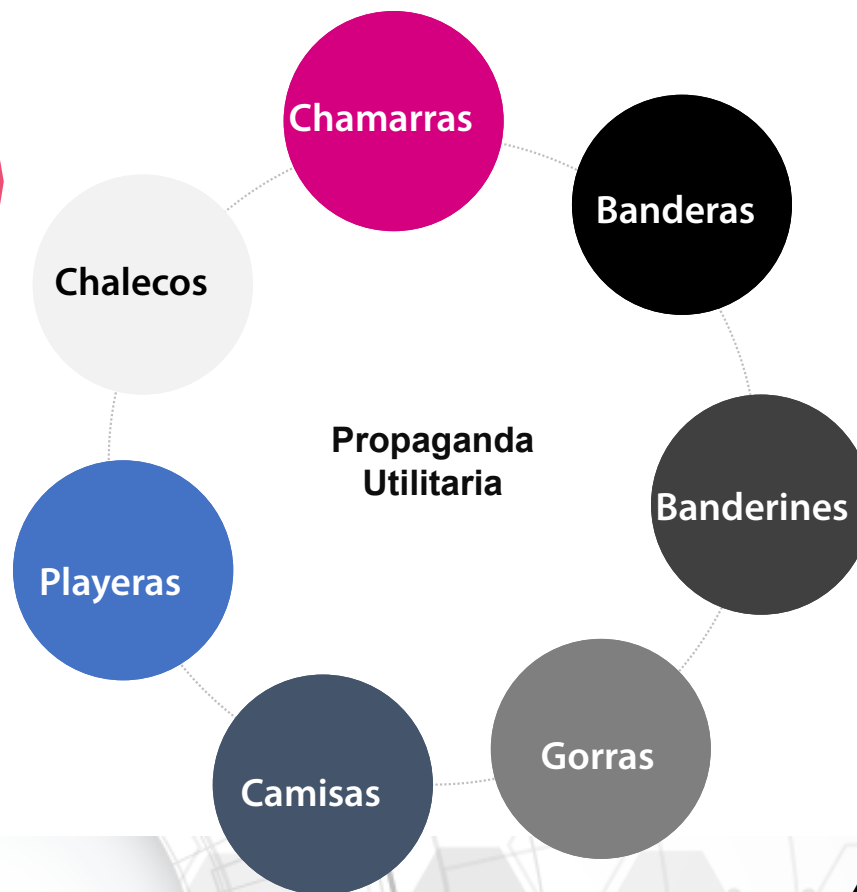 Chamarras
Banderas
Chalecos
Propaganda
Utilitaria
Banderines
Playeras
Gorras
Camisas